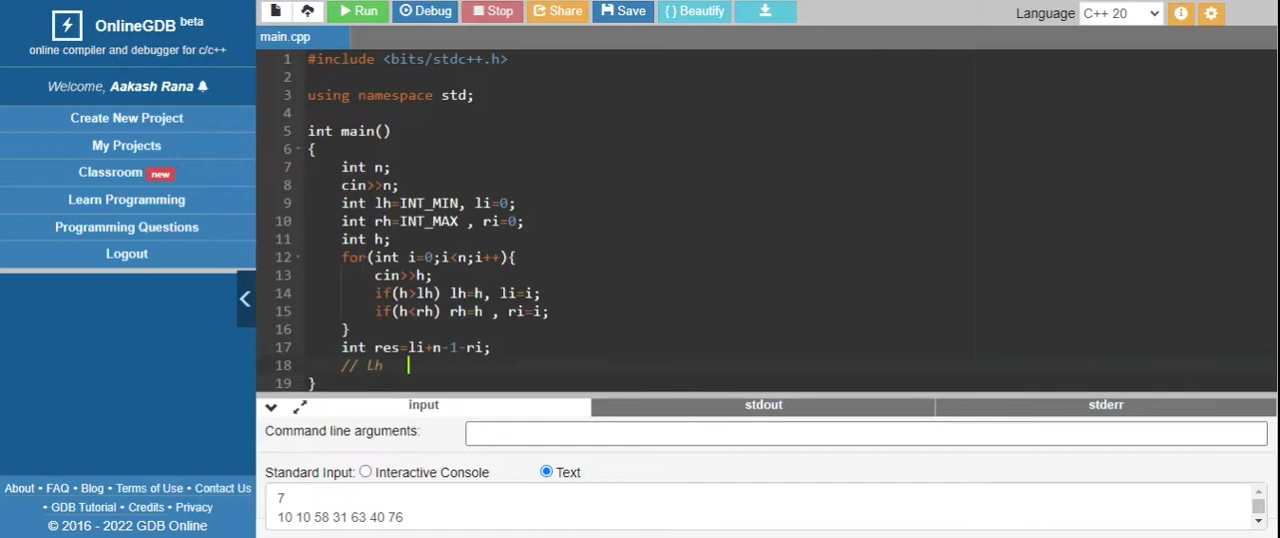 Run Debug Stop Share Save { } Beautify Language C++ 20
OnlineGDB beta
online compiler and debugger for c/c++
Welcome, Aakash Rana
Create New Project
My Projects
Classroom new
Learn Programming
Programming Questions
Logout
About • FAQ • Blog • Terms of Use • Contact Us
• GDB Tutorial • Credits • Privacy
© 2016 - 2022 GDB Online
main.cpp
1 #include <bits/stdc++.h>
2
3 using namespace std;
4
5 int main()
6 {
7 int n;
8 cin>>n;
9 int lh=INT_MIN, li=0;
10 int rh=INT_MAX , ri=0;
11 int h;
12 for(int i=0;i<n;i++){
13 cin>>h;
14 if(h>lh) lh=h, li=i;
15 if(h<rh) rh=h , ri=i;
16 }
17 int res=li+n-1-ri;
18 // lh
19 }
input stdout stderr
Command line arguments:
Standard Input: Interactive Console Text
7
10 10 58 31 63 40 76